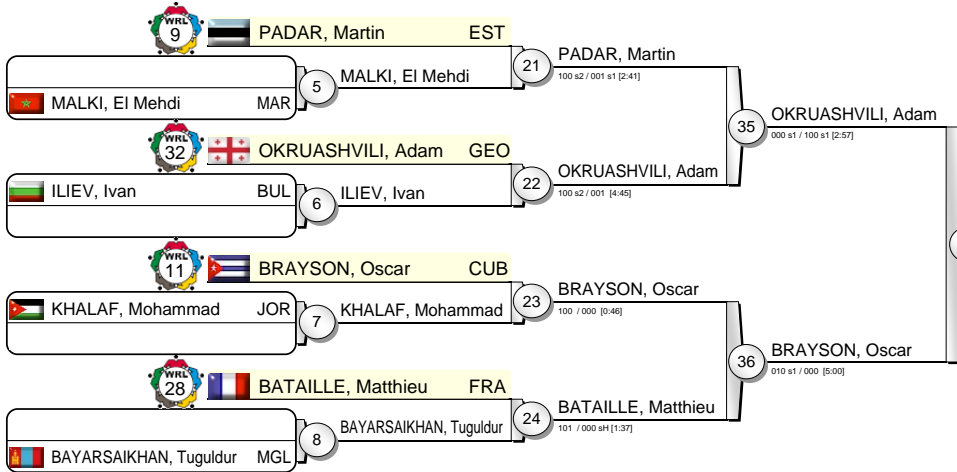 WRL
9
PADAR, Martin EST
MALKI, El Mehdi MAR
5
MALKI, El Mehdi
21
PADAR, Martin
100 s2 / 001 s1 [2:41]
WRL
32
OKRUASHVILI, Adam GEO
ILIEV, Ivan BUL
6
ILIEV, Ivan
22
OKRUASHVILI, Adam
100 s2 / 001 [4:45]
35
OKRUASHVILI, Adam
000 s1 / 100 s1 [2:57]
WRL
11
BRAYSON, Oscar CUB
KHALAF, Mohammad JOR
7
KHALAF, Mohammad
23
BRAYSON, Oscar
100 / 000 [0:46]
WRL
28
BATAILLE, Matthieu FRA
BAYARSAIKHAN, Tuguldur MGL
8
BAYARSAIKHAN, Tuguldur
24
BATAILLE, Matthieu
101 / 000 sH [1:37]
36
BRAYSON, Oscar
010 s1 / 000 [5:00]